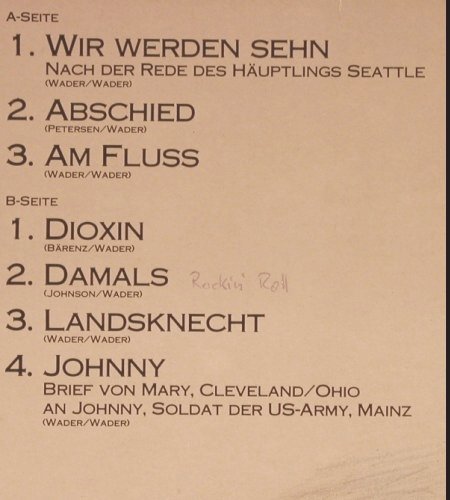 A-Seite
1. Wir werden sehn
Nach der Rede des Häuptlings Seattle
(Wader/Wader)
2. Abschied
(Petersen/Wader)
3. Am Fluss
(Wader/Wader)
B-Seite
1. Dioxin
(Bärenz/Wader)
2. Damals Rockin' Roll
(Johnson/Wader)
3. Landsknecht
(Wader/Wader)
4. Johnny
Brief von Mary, Cleveland/Ohio
an Johnny, Soldat der US-Army, Mainz
(Wader/Wader)